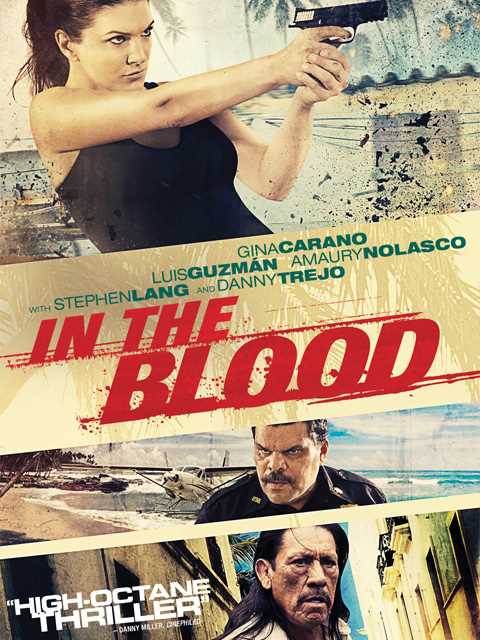 GINA CARANO
LUIS GUZMÁN AMAURY NOLASCO
WITH STEPHEN LANG AND DANNY TREJO
IN THE
BLOOD
"HIGH-OCTANE
THRILLER"
– DANNY MILLER, CINEPHILED